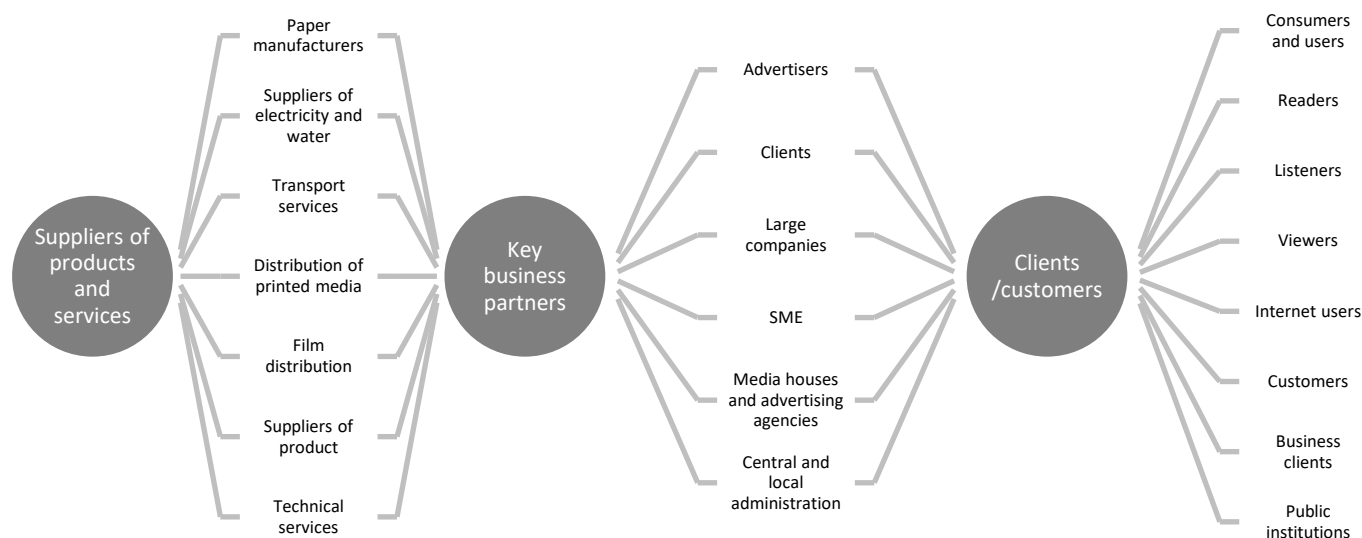 Suppliers of
products
and
services
Paper
manufacturers
Suppliers of
electricity and
water
Transport
services
Distribution of
printed media
Film
distribution
Suppliers of
product
Technical
services
Key
business
partners
Advertisers
Clients
Large
companies
SME
Media houses
and advertising
agencies
Central and
local
administration
Clients
/customers
Consumers
and users
Readers
Listeners
Viewers
Internet users
Customers
Business
clients
Public
institutions